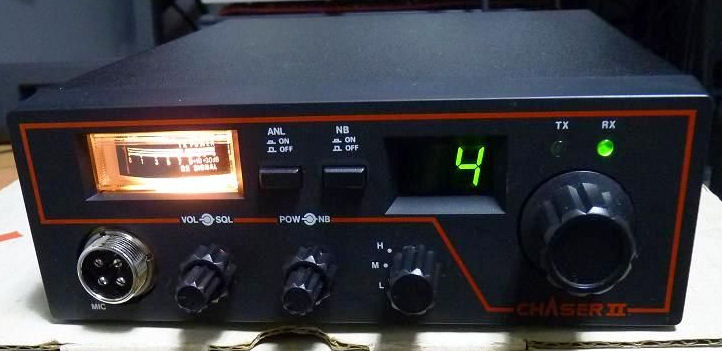 ANL
ON
OFF
NB
ON
OFF
4
TX
RX
VOL SQL
POW NB
H
M
L
MIC
CHASER II